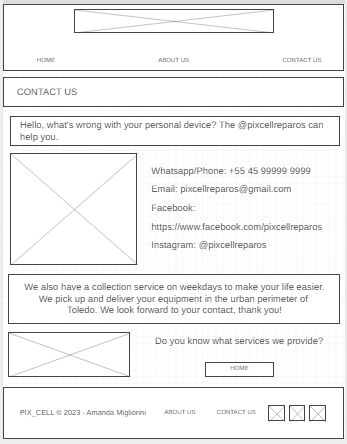 HOME ABOUT US CONTACT US
CONTACT US
Hello, what's wrong with your personal device? The @pixcellreparos can
help you.
Whatsapp/Phone: +55 45 99999 9999
Email: pixcellreparos@gmail.com
Facebook:
https://www.facebook.com/pixcellreparos
Instagram: @pixcellreparos
We also have a collection service on weekdays to make your life easier.
We pick up and deliver your equipment in the urban perimeter of
Toledo. We look forward to your contact, thank you!
Do you know what services we provide?
HOME
PIX_CELL © 2023 - Amanda Migliorini ABOUT US CONTACT US